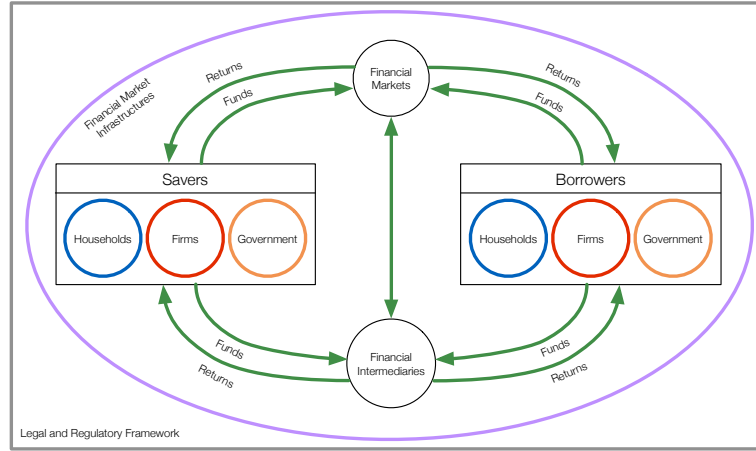 Financial
Markets
Returns
Funds
Returns
Funds
Financial Market
Infrastructures
Savers
Households
Firms
Government
Borrowers
Households
Firms
Government
Funds
Returns
Financial
Intermediaries
Funds
Returns
Legal and Regulatory Framework